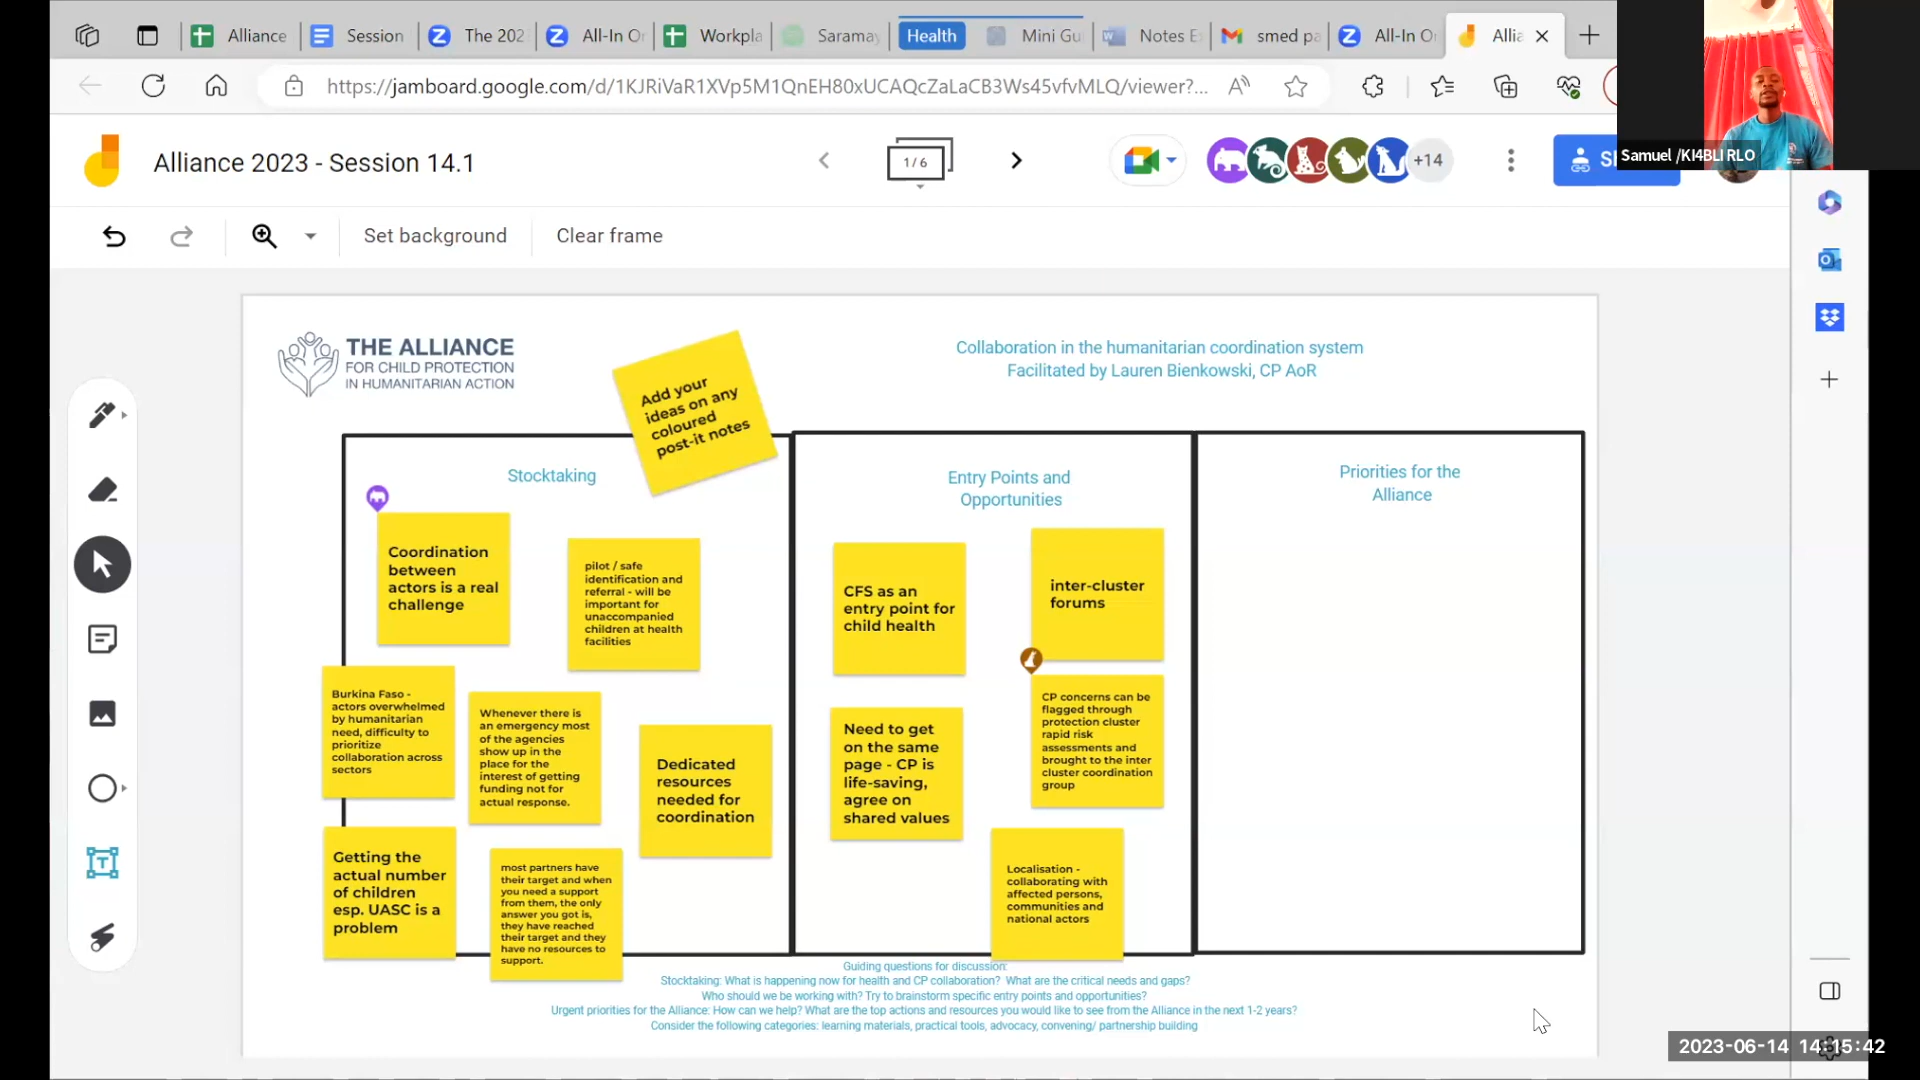 Alliance
Session
The 202
All-In Or
Workpla
Saramay
Health
Mini Gu
Notes E
smed pa
All-In O
Allia
https://jamboard.google.com/d/1KJRiVaR1XVp5M1QnEH80xUCAQcZaLaCB3Ws45vfvMLQ/viewer?...
Samuel /KI4BLI RLO
Alliance 2023 - Session 14.1
1/6
+14
Set background
Clear frame
THE ALLIANCE
FOR CHILD PROTECTION
IN HUMANITARIAN ACTION
Collaboration in the humanitarian coordination system
Facilitated by Lauren Bienkowski, CP AoR
Add your
ideas on any
coloured
post-it notes
Stocktaking
Coordination
between
actors is a real
challenge
pilot / safe
identification and
referral - will be
important for
unaccompanied
children at health
facilities
Burkina Faso -
actors overwhelmed
by humanitarian
need, difficulty to
prioritize
collaboration across
sectors
Whenever there is
an emergency most
of the agencies
show up in the
place for the
interest of getting
funding not for
actual response.
Dedicated
resources
needed for
coordination
Getting the
actual number
of children
esp. UASC is a
problem
most partners have
their target and when
you need a support
from them, the only
answer you got is,
they have reached
their target and they
have no resources to
support.
Entry Points and
Opportunities
CFS as an
entry point for
child health
inter-cluster
forums
Need to get
on the same
page - CP is
life-saving,
agree on
shared values
CP concerns can be
flagged through
protection cluster
rapid risk
assessments and
brought to the inter
cluster coordination
group
Localisation -
collaborating with
affected persons,
communities and
national actors
Priorities for the
Alliance
Guiding questions for discussion:
Stocktaking: What is happening now for health and CP collaboration? What are the critical needs and gaps?
Who should we be working with? Try to brainstorm specific entry points and opportunities?
Urgent priorities for the Alliance: How can we help? What are the top actions and resources you would like to see from the Alliance in the next 1-2 years?
Consider the following categories: learning materials, practical tools, advocacy, convening/ partnership building
2023-06-14 14:15:42